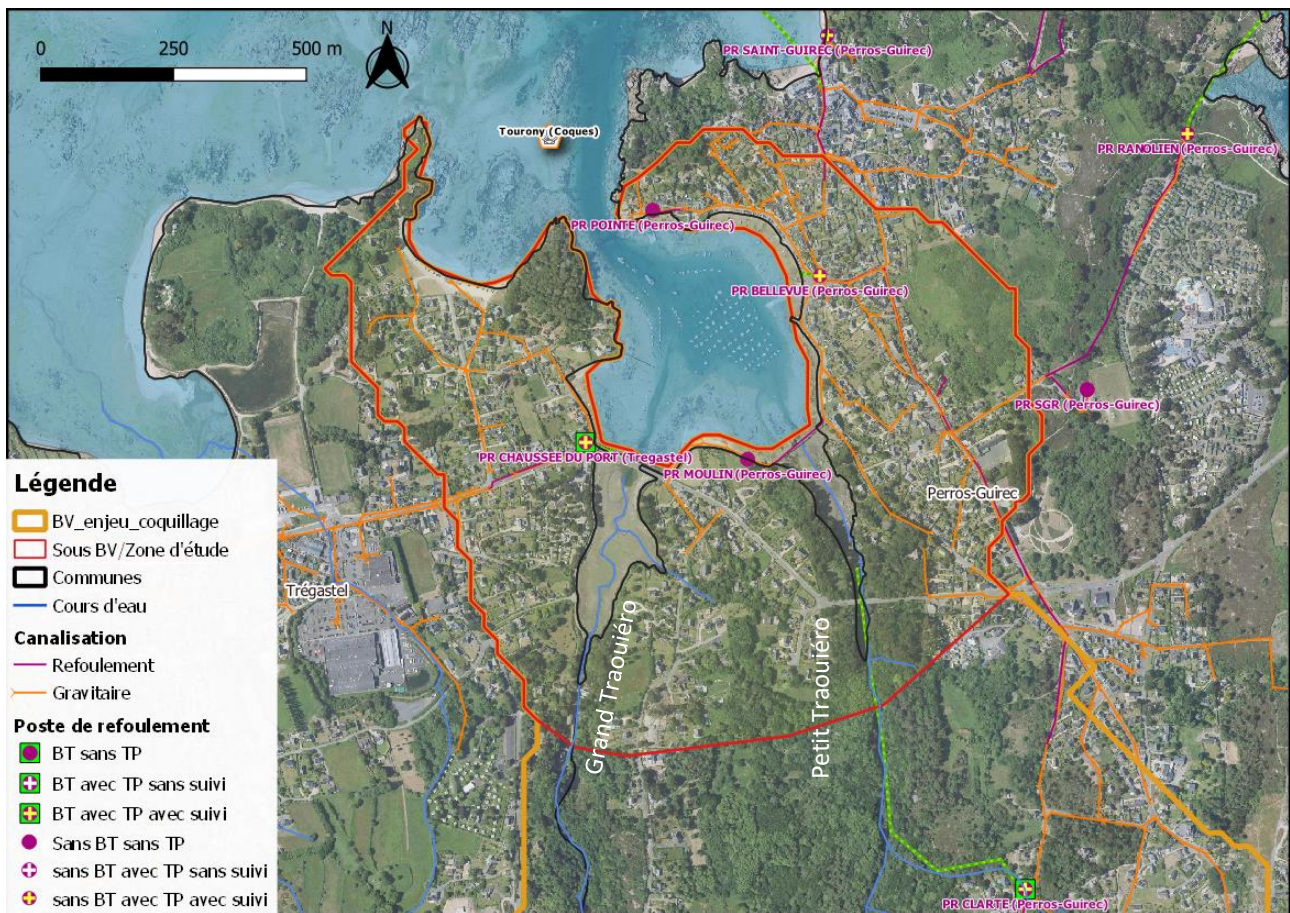 0 250 500 m
N
PR SAINT-GUIREC (Perros-Guirec)
Tourony (Coques)
PR RANOLIEN (Perros-Guirec)
PR POINTE (Perros-Guirec)
PR BELLEVUE (Perros-Guirec)
PR SGR (Perros-Guirec)
PR CHAUSSEE DU PORT (Tregastel)
PR MOULIN (Perros-Guirec)
Perros-Guirec
Trégastel
Grand Traouiéro
Petit Traouiéro
PR CLARTE (Perros-Guirec)
Légende
BV_enjeu_coquillage
Sous BV/Zone d'étude
Communes
Cours d'eau
Canalisation
Refoulement
Gravitaire
Poste de refoulement
BT sans TP
BT avec TP sans suivi
BT avec TP avec suivi
Sans BT sans TP
sans BT avec TP sans suivi
sans BT avec TP avec suivi